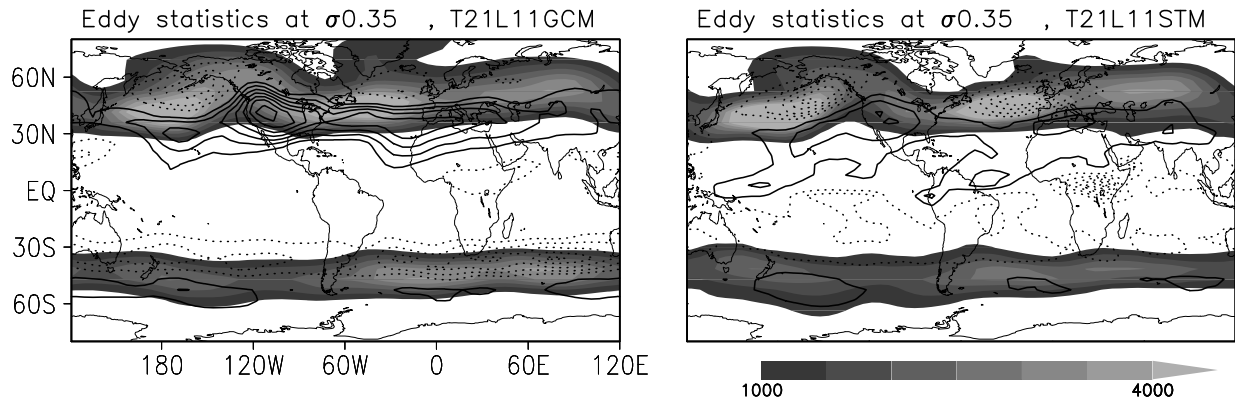 Eddy statistics at σ0.35 , T21L11GCM
Eddy statistics at σ0.35 , T21L11STM
60N
30N
EQ
30S
60S
180 120W 60W 0 60E 120E
1000 4000